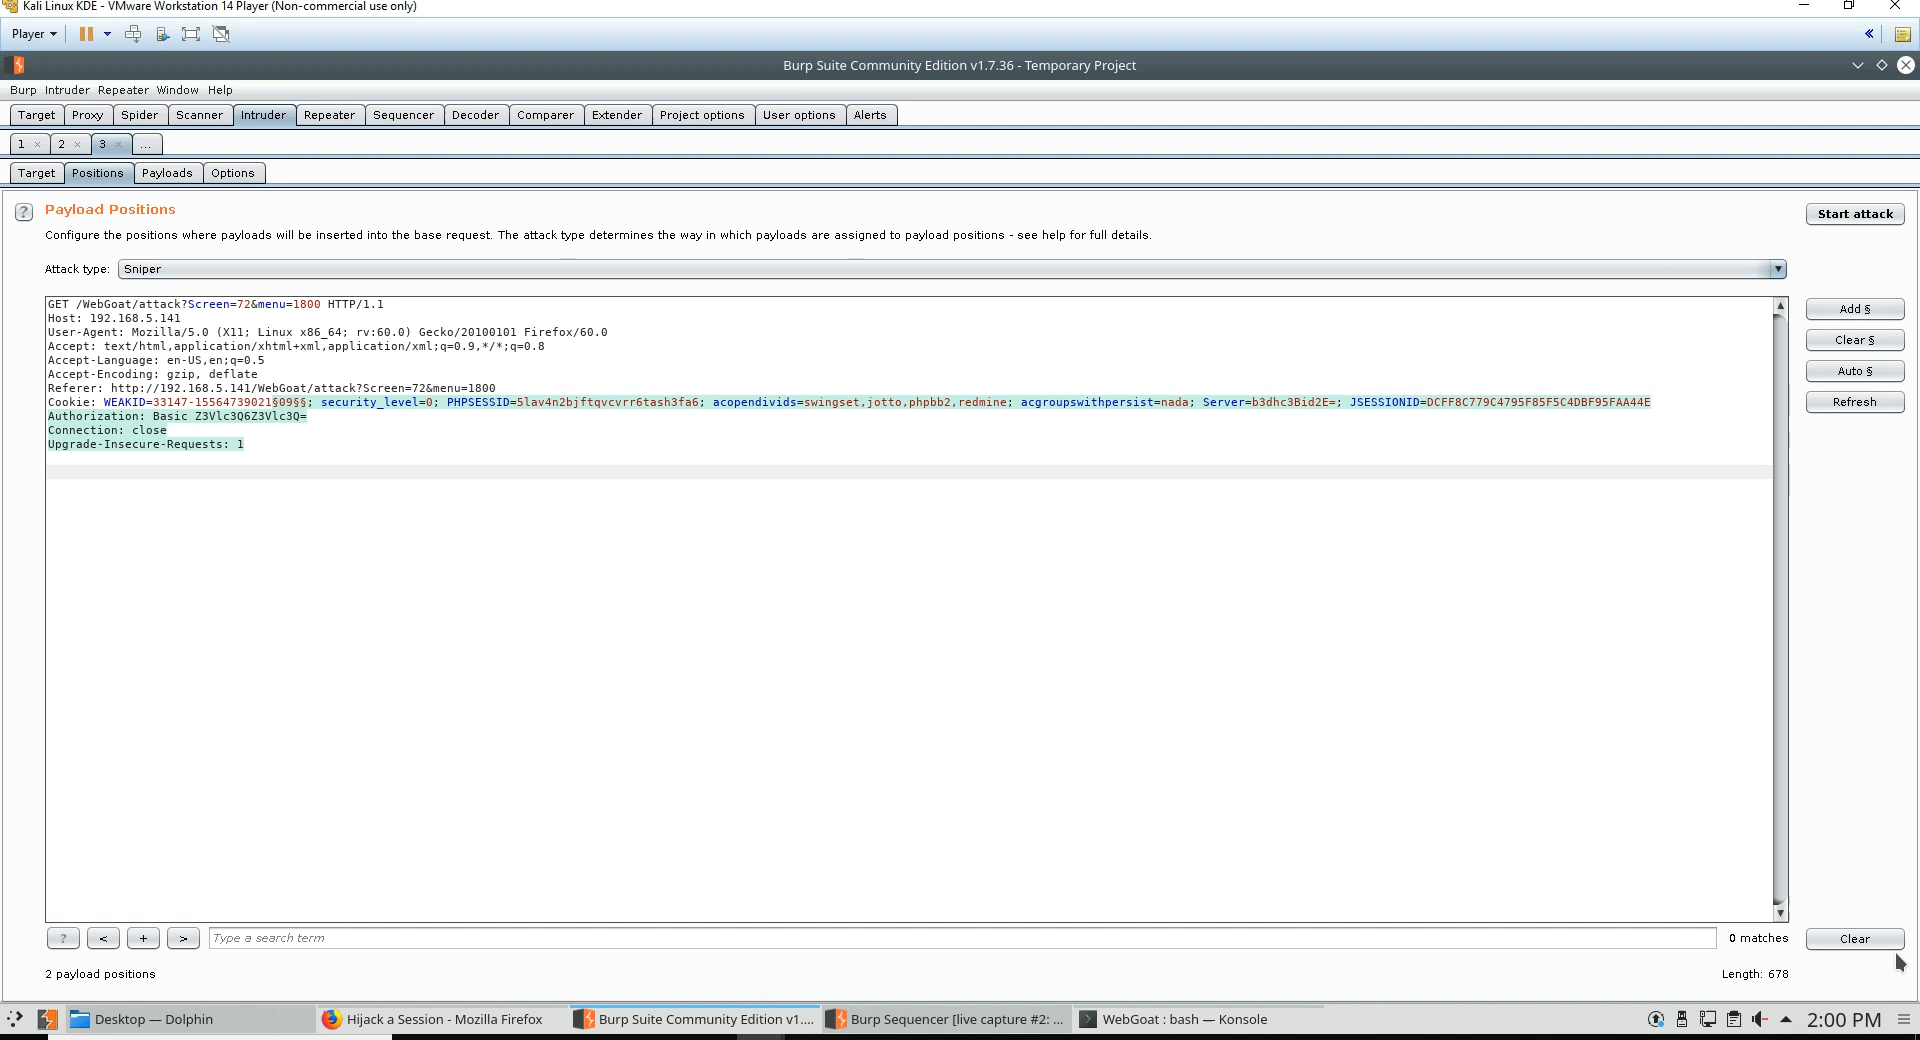 Kali Linux KDE - VMware Workstation 14 Player (Non-commercial use only)
Player
Burp Suite Community Edition v1.7.36 - Temporary Project
Burp Intruder Repeater Window Help
Target Proxy Spider Scanner Intruder Repeater Sequencer Decoder Comparer Extender Project options User options Alerts
1 × 2 × 3 × ...
Target Positions Payloads Options
? Payload Positions
Start attack
Configure the positions where payloads will be inserted into the base request. The attack type determines the way in which payloads are assigned to payload positions - see help for full details.
Attack type: Sniper
GET /WebGoat/attack?Screen=72&menu=1800 HTTP/1.1
Host: 192.168.5.141
User-Agent: Mozilla/5.0 (X11; Linux x86_64; rv:60.0) Gecko/20100101 Firefox/60.0
Accept: text/html,application/xhtml+xml,application/xml;q=0.9,*/*;q=0.8
Accept-Language: en-US,en;q=0.5
Accept-Encoding: gzip, deflate
Referer: http://192.168.5.141/WebGoat/attack?Screen=72&menu=1800
Cookie: WEAKID=33147-15564739021§09§§; security_level=0; PHPSESSID=5lav4n2bjftqvcvrr6tash3fa6; acopendivids=swingset,jotto,phpbb2,redmine; acgroupswithpersist=nada; Server=b3dhc3Bid2E=; JSESSIONID=DCFF8C779C4795F85F5C4DBF95FAA44E
Authorization: Basic Z3Vlc3Q6Z3Vlc3Q=
Connection: close
Upgrade-Insecure-Requests: 1
Add §
Clear §
Auto §
Refresh
? < + > Type a search term 0 matches Clear
2 payload positions Length: 678
Desktop — Dolphin Hijack a Session - Mozilla Firefox Burp Suite Community Edition v1.... Burp Sequencer [live capture #2: ... WebGoat : bash — Konsole 2:00 PM